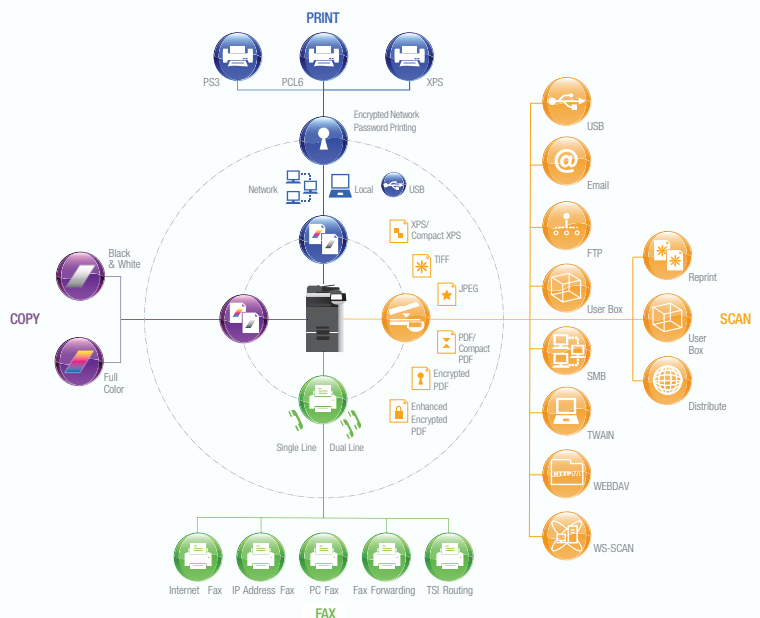 PRINT
PS3
PCL6
XPS
Encrypted Network
Password Printing
Network
Local
USB
XPS/
Compact XPS
TIFF
JPEG
PDF/
Compact
PDF
Encrypted
PDF
Enhanced
Encrypted
PDF
COPY
Black
& White
Full
Color
Single Line
Dual Line
USB
@
Email
FTP
User Box
SMB
TWAIN
WEBDAV
WS-SCAN
Reprint
User
Box
Distribute
SCAN
Internet Fax
IP Address Fax
PC Fax
Fax Forwarding
TSI Routing
FAX